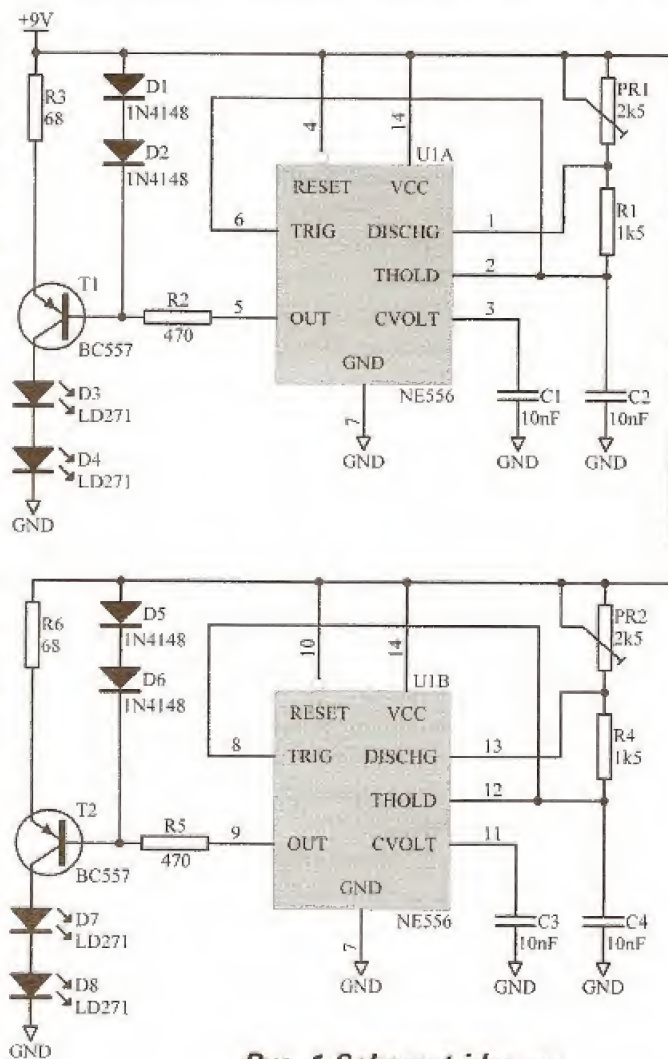 +9V
R3
68
D1
1N4148
D2
1N4148
4
14
U1A
PR1
2k5
RESET
VCC
6
TRIG
DISCHG
1
R1
1k5
THOLD
2
T1
R2
5
OUT
CVOLT
3
470
BC557
GND
NE556
7
C1
10nF
C2
10nF
D3
LD271
D4
LD271
GND
GND
GND
GND
R6
68
D5
1N4148
D6
1N4148
10
14
U1B
PR2
2k5
RESET
VCC
8
TRIG
DISCHG
13
R4
1k5
THOLD
12
T2
R5
9
OUT
CVOLT
11
470
BC557
GND
NE556
7
C3
10nF
C4
10nF
D7
LD271
D8
LD271
GND
GND
GND
GND